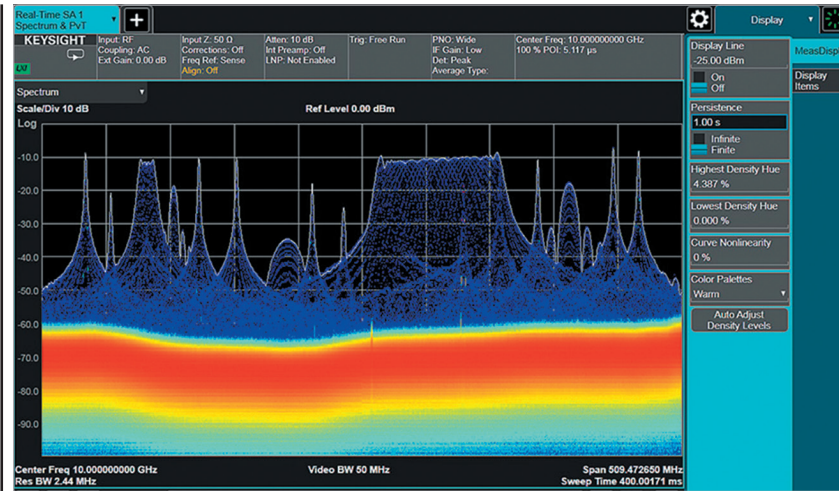 Real-Time SA 1
Spectrum & PvT
Display
KEYSIGHT
Input: RF
Coupling: AC
Ext Gain: 0.00 dB
Input Z: 50 Ω
Corrections: Off
Freq Ref: Sense
Align: Off
Atten: 10 dB
Int Preamp: Off
LNP: Not Enabled
Trig: Free Run
PNO: Wide
IF Gain: Low
Det: Peak
Average Type:
Center Freq: 10.000000000 GHz
100 % POI: 5.117 µs
LXI
Spectrum
Scale/Div 10 dB
Ref Level 0.00 dBm
Log
-10.0
-20.0
-30.0
-40.0
-50.0
-60.0
-70.0
-80.0
-90.0
Center Freq 10.000000000 GHz
Res BW 2.44 MHz
Video BW 50 MHz
Span 509.472650 MHz
Sweep Time 400.00171 ms
Display Line
-25.00 dBm
On
Off
Persistence
1.00 s
Infinite
Finite
Highest Density Hue
4.387 %
Lowest Density Hue
0.000 %
Curve Nonlinearity
0 %
Color Palettes
Warm
Auto Adjust
Density Levels
MeasDisp
Display
Items